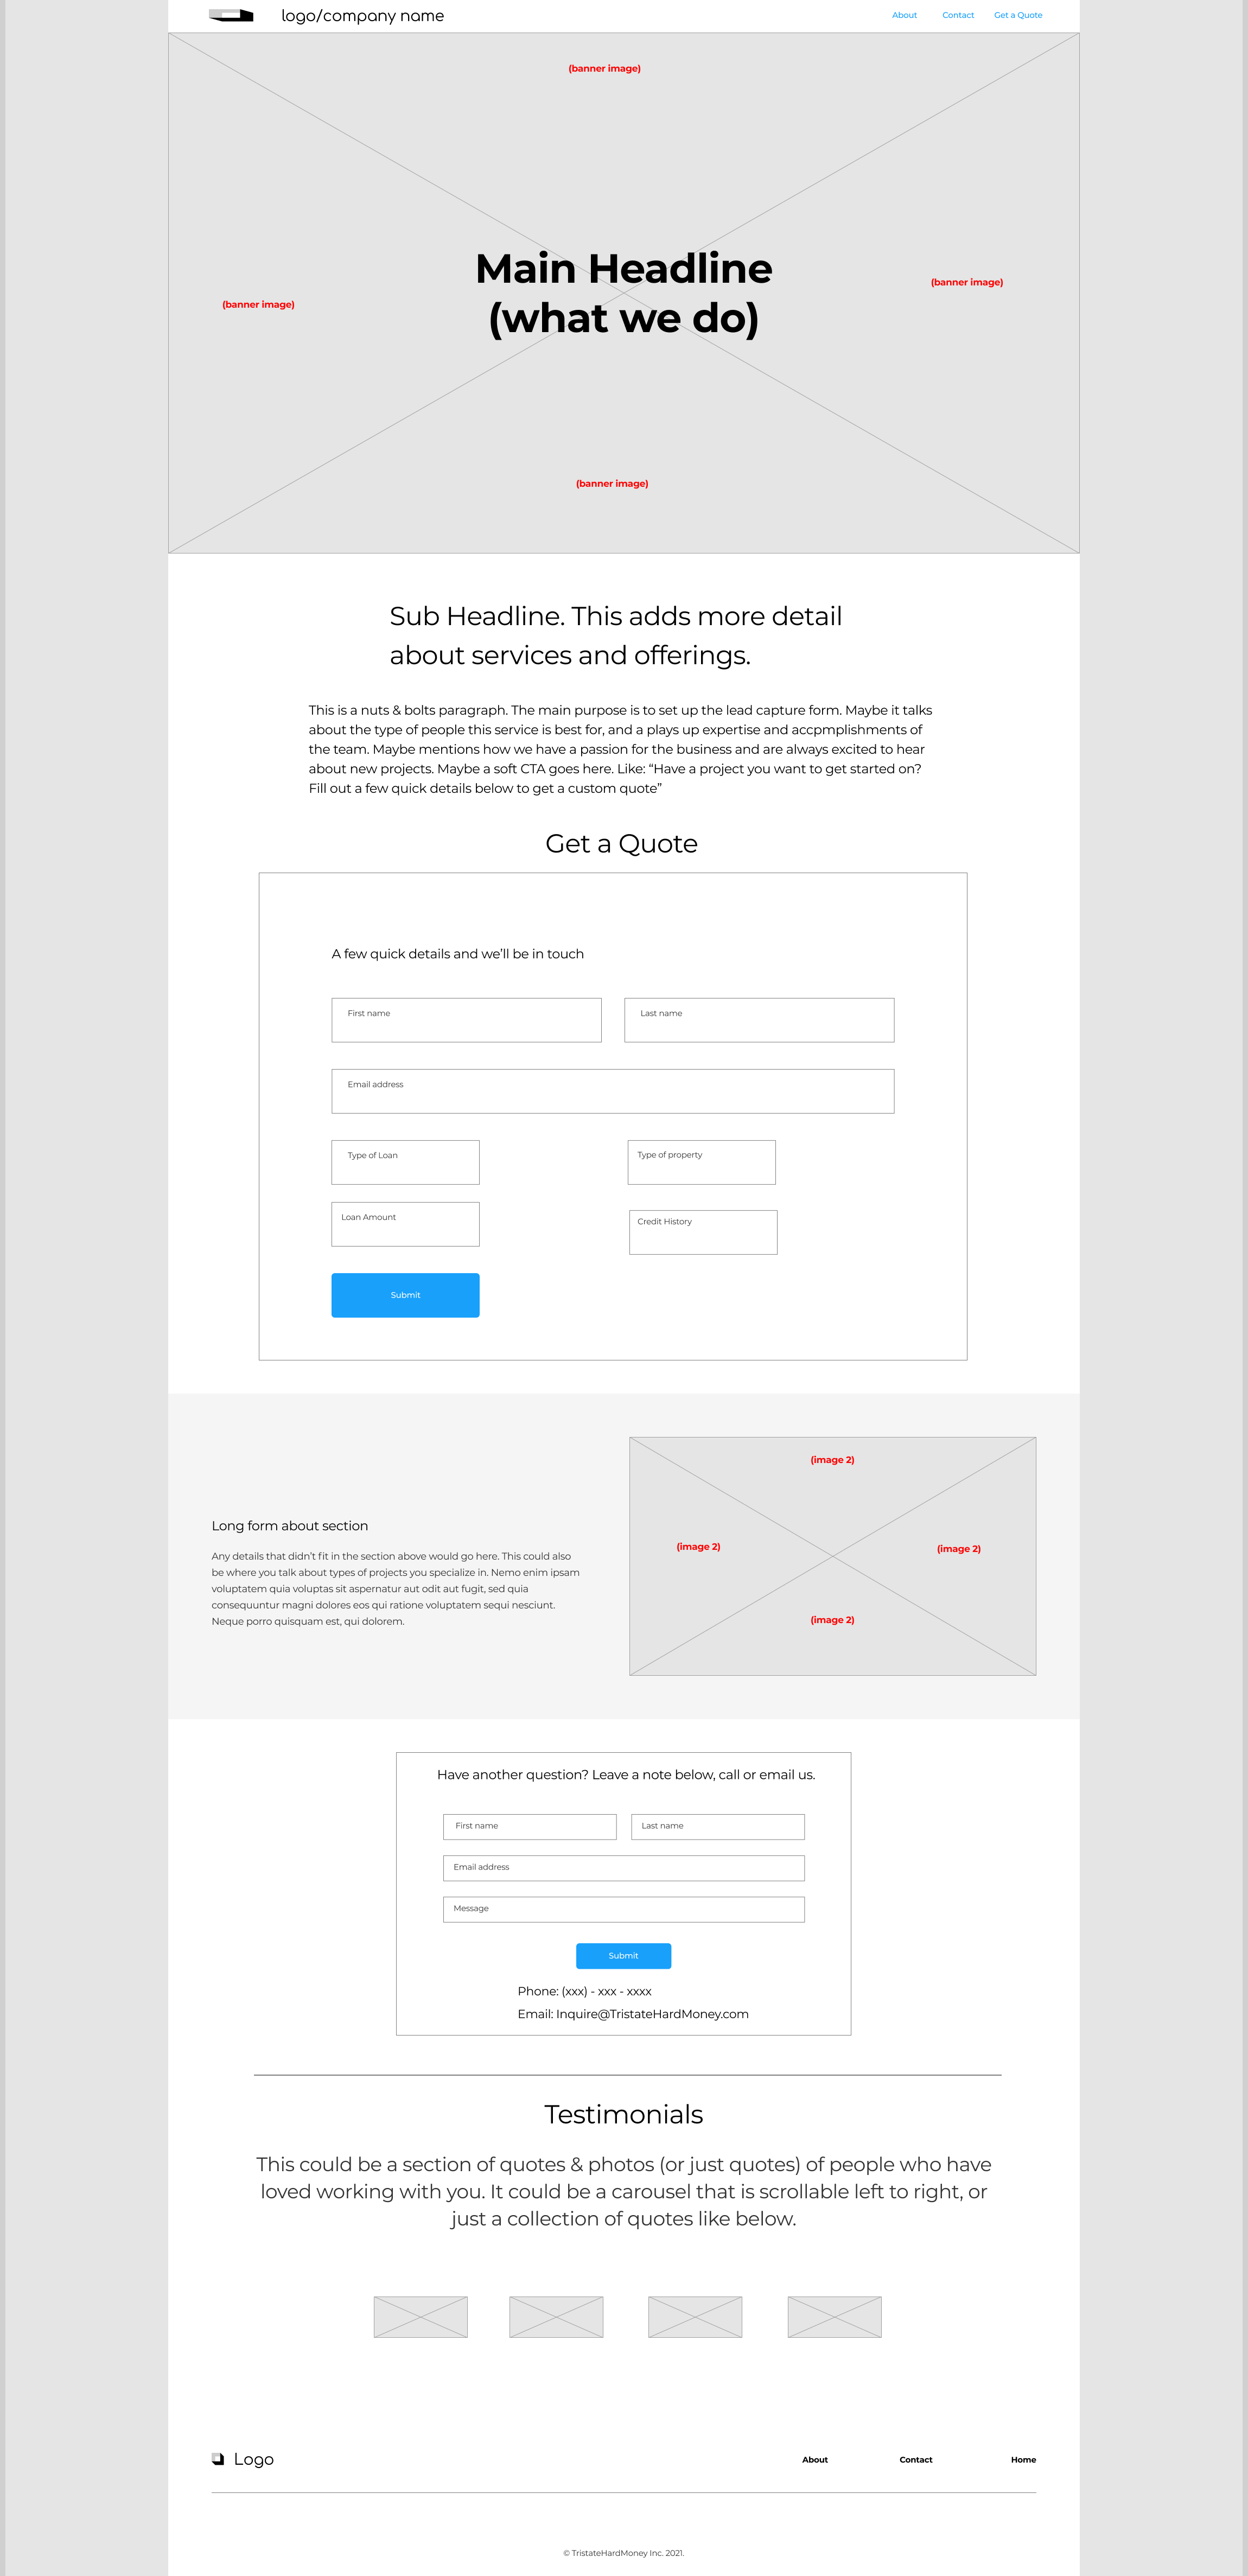 logo/company name
About
Contact
Get a Quote
(banner image)
Main Headline
(what we do)
(banner image)
(banner image)
(banner image)
Sub Headline. This adds more detail
about services and offerings.
This is a nuts & bolts paragraph. The main purpose is to set up the lead capture form. Maybe it talks
about the type of people this service is best for, and a plays up expertise and accpmplishments of
the team. Maybe mentions how we have a passion for the business and are always excited to hear
about new projects. Maybe a soft CTA goes here. Like: “Have a project you want to get started on?
Fill out a few quick details below to get a custom quote”
Get a Quote
A few quick details and we’ll be in touch
First name
Last name
Email address
Type of Loan
Type of property
Loan Amount
Credit History
Submit
Long form about section
Any details that didn’t fit in the section above would go here. This could also
be where you talk about types of projects you specialize in. Nemo enim ipsam
voluptatem quia voluptas sit aspernatur aut odit aut fugit, sed quia
consequuntur magni dolores eos qui ratione voluptatem sequi nesciunt.
Neque porro quisquam est, qui dolorem.
(image 2)
(image 2)
(image 2)
(image 2)
Have another question? Leave a note below, call or email us.
First name
Last name
Email address
Message
Submit
Phone: (xxx) - xxx - xxxx
Email: Inquire@TristateHardMoney.com
Testimonials
This could be a section of quotes & photos (or just quotes) of people who have
loved working with you. It could be a carousel that is scrollable left to right, or
just a collection of quotes like below.
Logo
About
Contact
Home
© TristateHardMoney Inc. 2021.